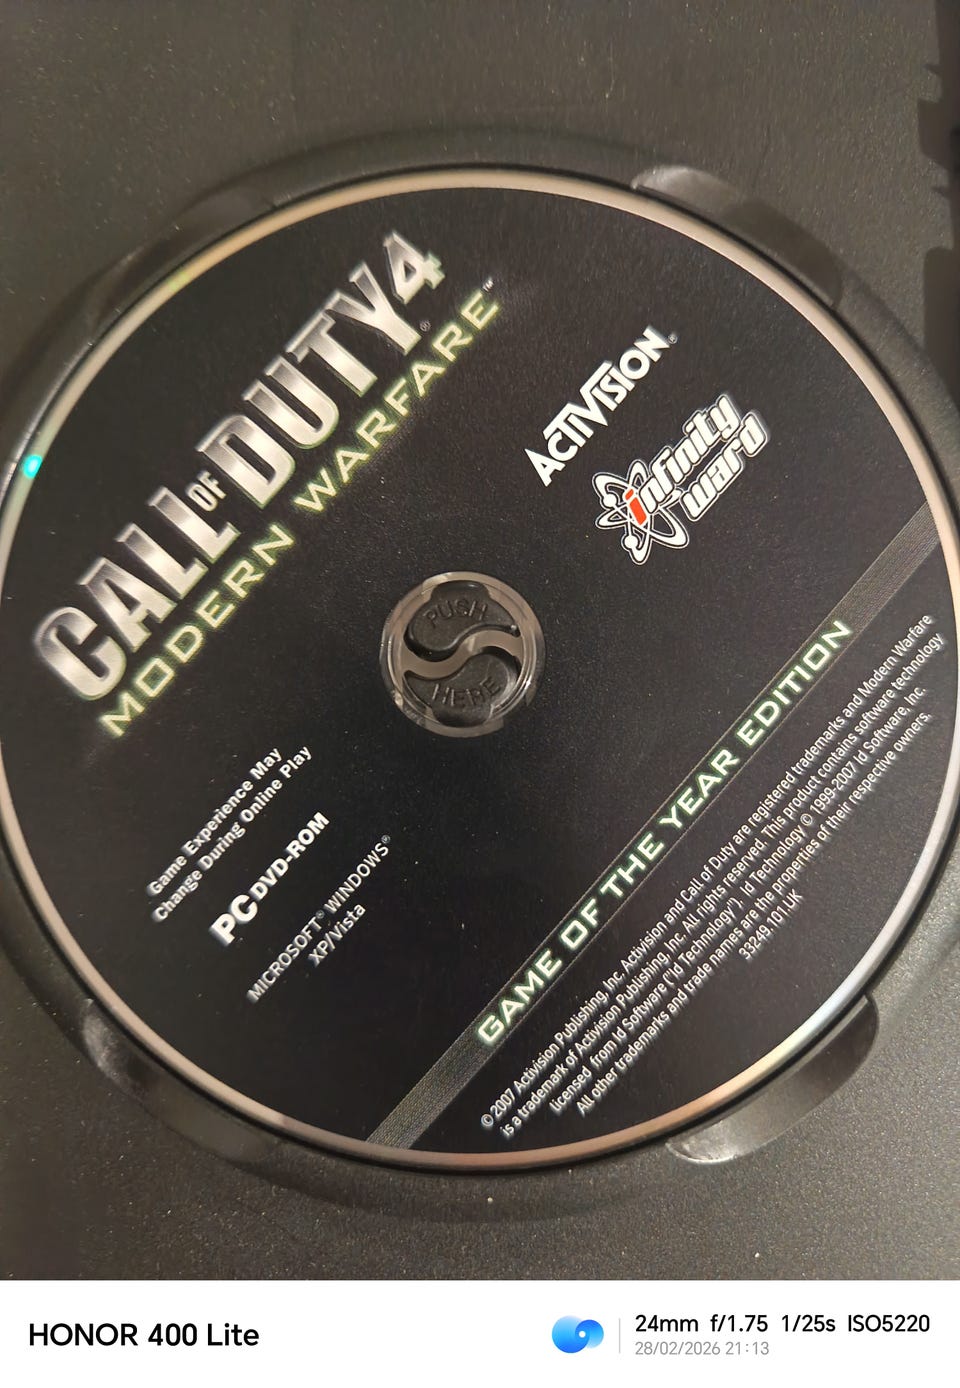 CALL OF DUTY 4®
MODERN WARFARE™
ACTIVISION®
infinity
ward
PUSH
HERE
Game Experience May
Change During Online Play
PC DVD-ROM
MICROSOFT® WINDOWS®
XP/Vista
GAME OF THE YEAR EDITION
© 2007 Activision Publishing, Inc. Activision and Call of Duty are registered trademarks and Modern Warfare
is a trademark of Activision Publishing, Inc. All rights reserved. This product contains software technology
licensed from Id Software ("Id Technology"). Id Technology © 1999-2007 Id Software, Inc.
All other trademarks and trade names are the properties of their respective owners.
33249.101.UK
HONOR 400 Lite
24mm f/1.75 1/25s ISO5220
28/02/2026 21:13